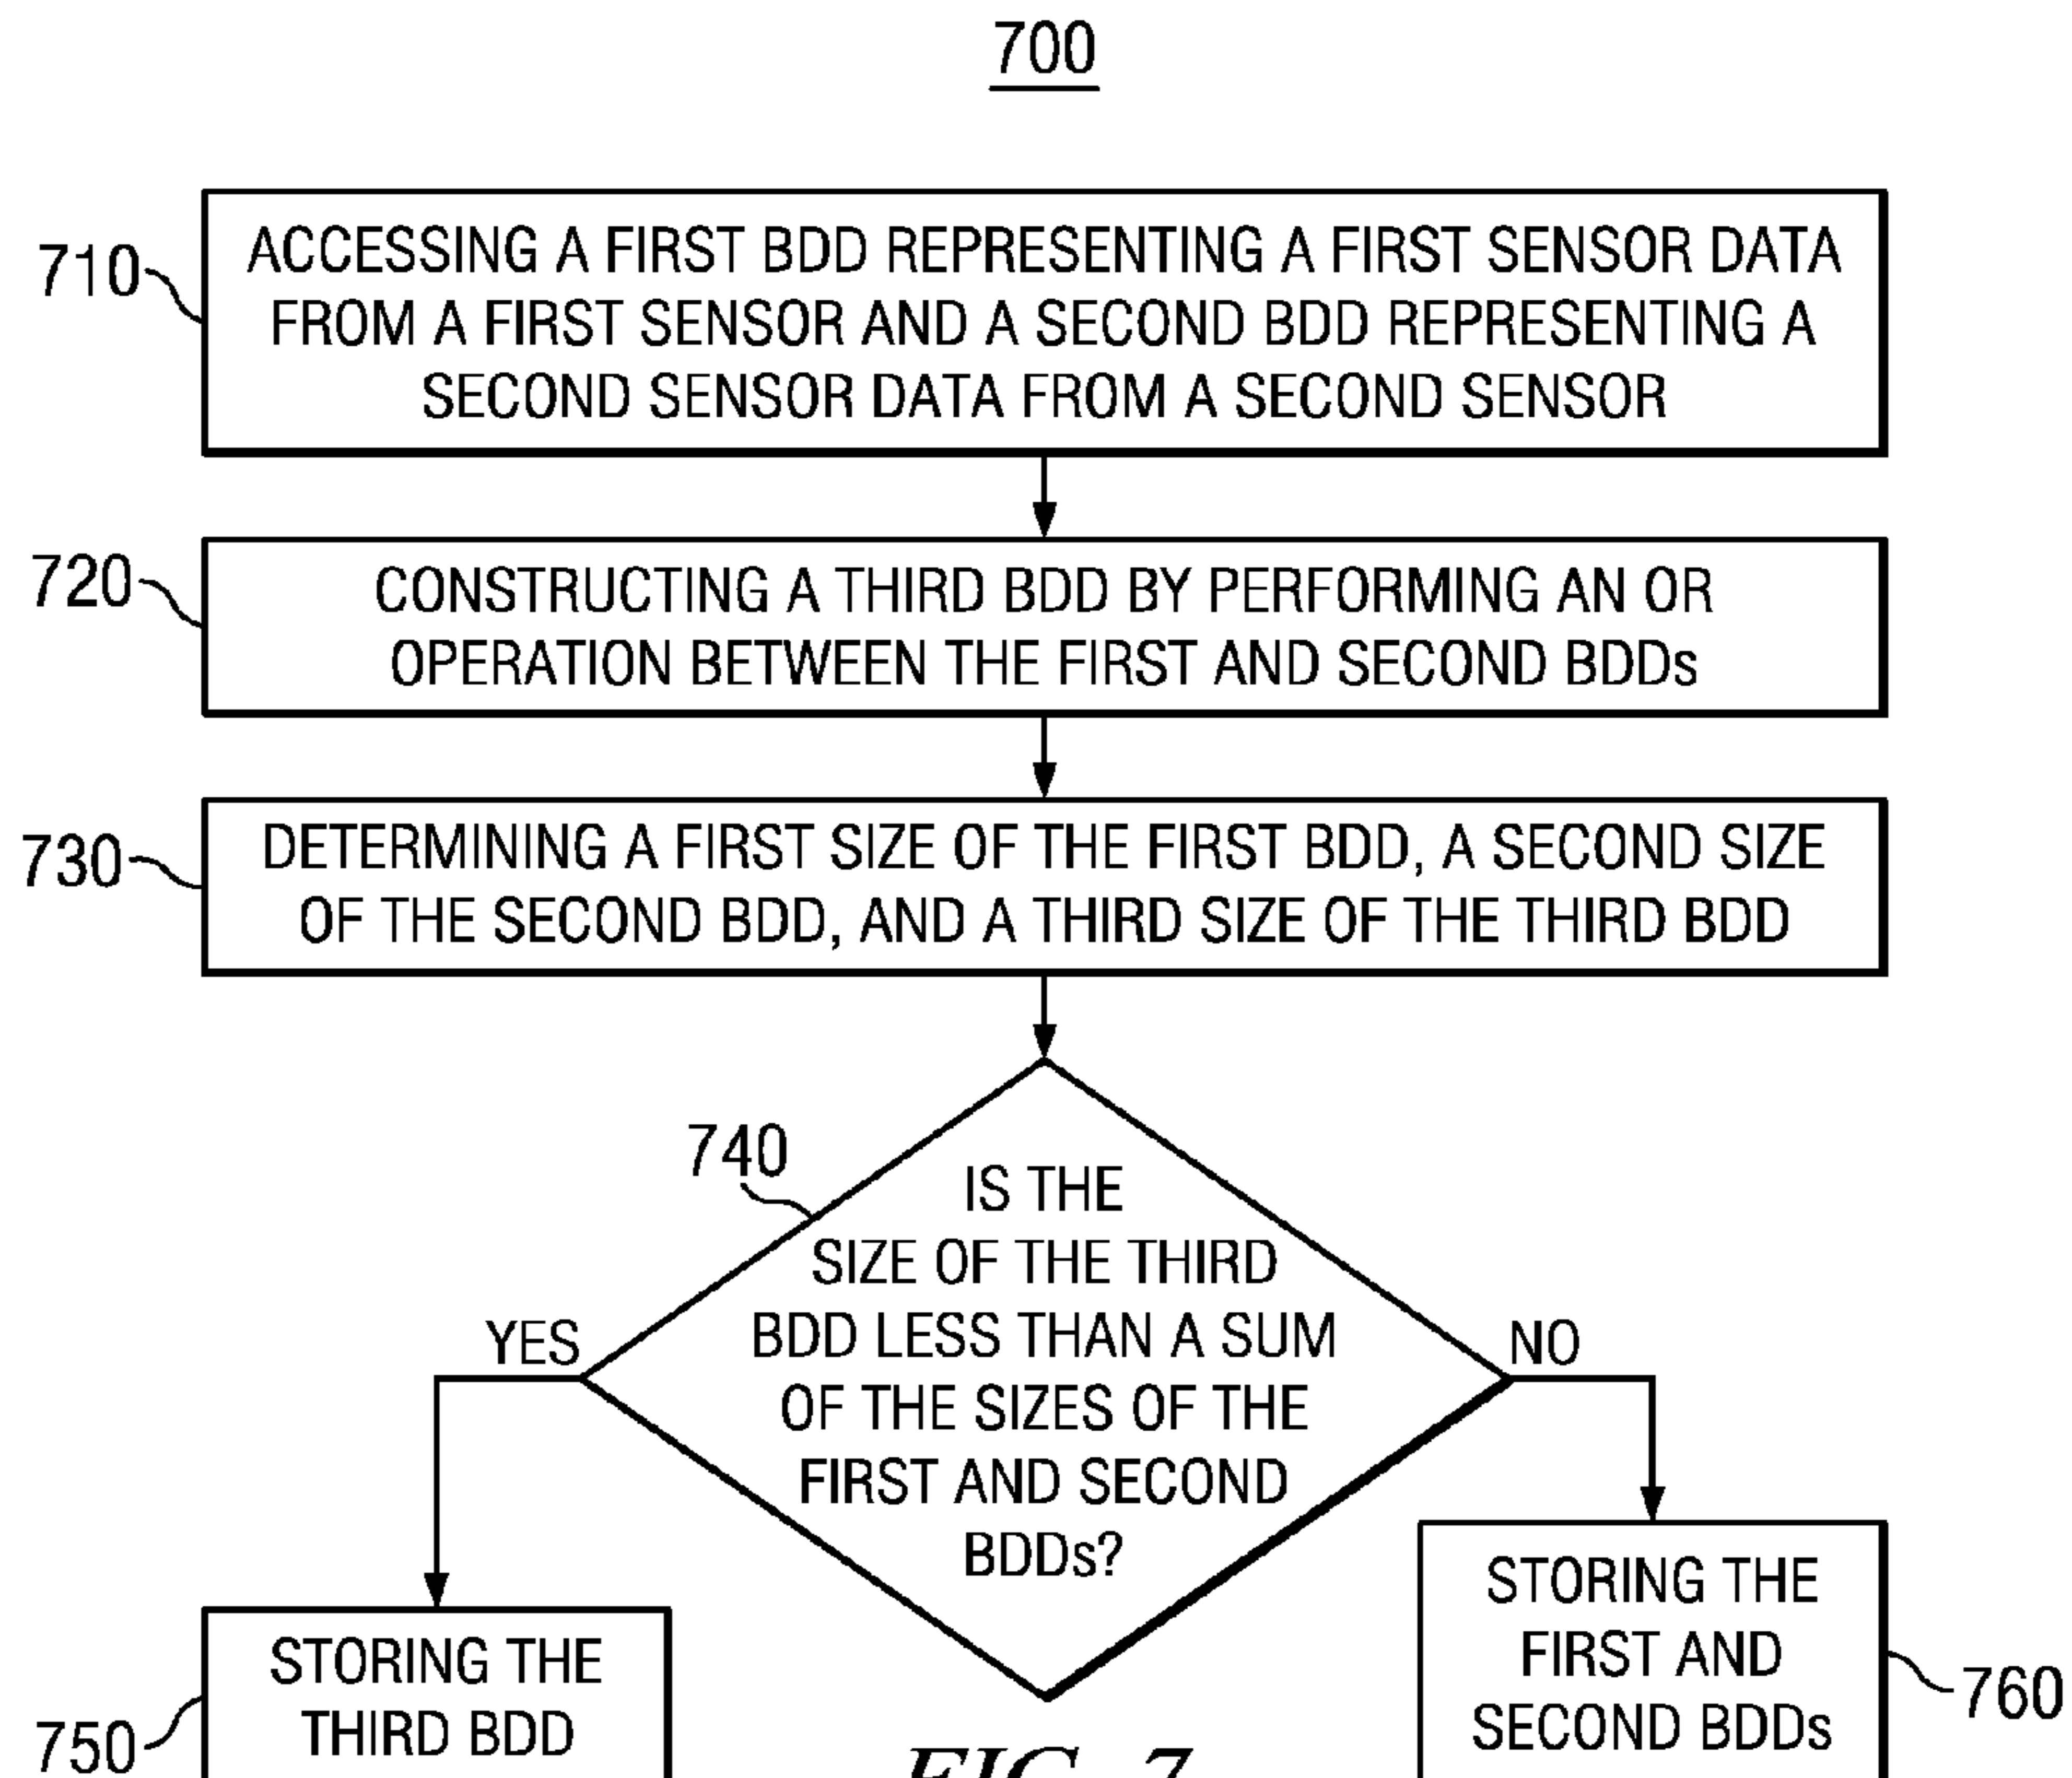 700
710
ACCESSING A FIRST BDD REPRESENTING A FIRST SENSOR DATA
FROM A FIRST SENSOR AND A SECOND BDD REPRESENTING A
SECOND SENSOR DATA FROM A SECOND SENSOR
720
CONSTRUCTING A THIRD BDD BY PERFORMING AN OR
OPERATION BETWEEN THE FIRST AND SECOND BDDs
730
DETERMINING A FIRST SIZE OF THE FIRST BDD, A SECOND SIZE
OF THE SECOND BDD, AND A THIRD SIZE OF THE THIRD BDD
740
IS THE
SIZE OF THE THIRD
BDD LESS THAN A SUM
OF THE SIZES OF THE
FIRST AND SECOND
BDDs?
YES
NO
STORING THE
THIRD BDD
750
STORING THE
FIRST AND
SECOND BDDs
760
FIG. 7